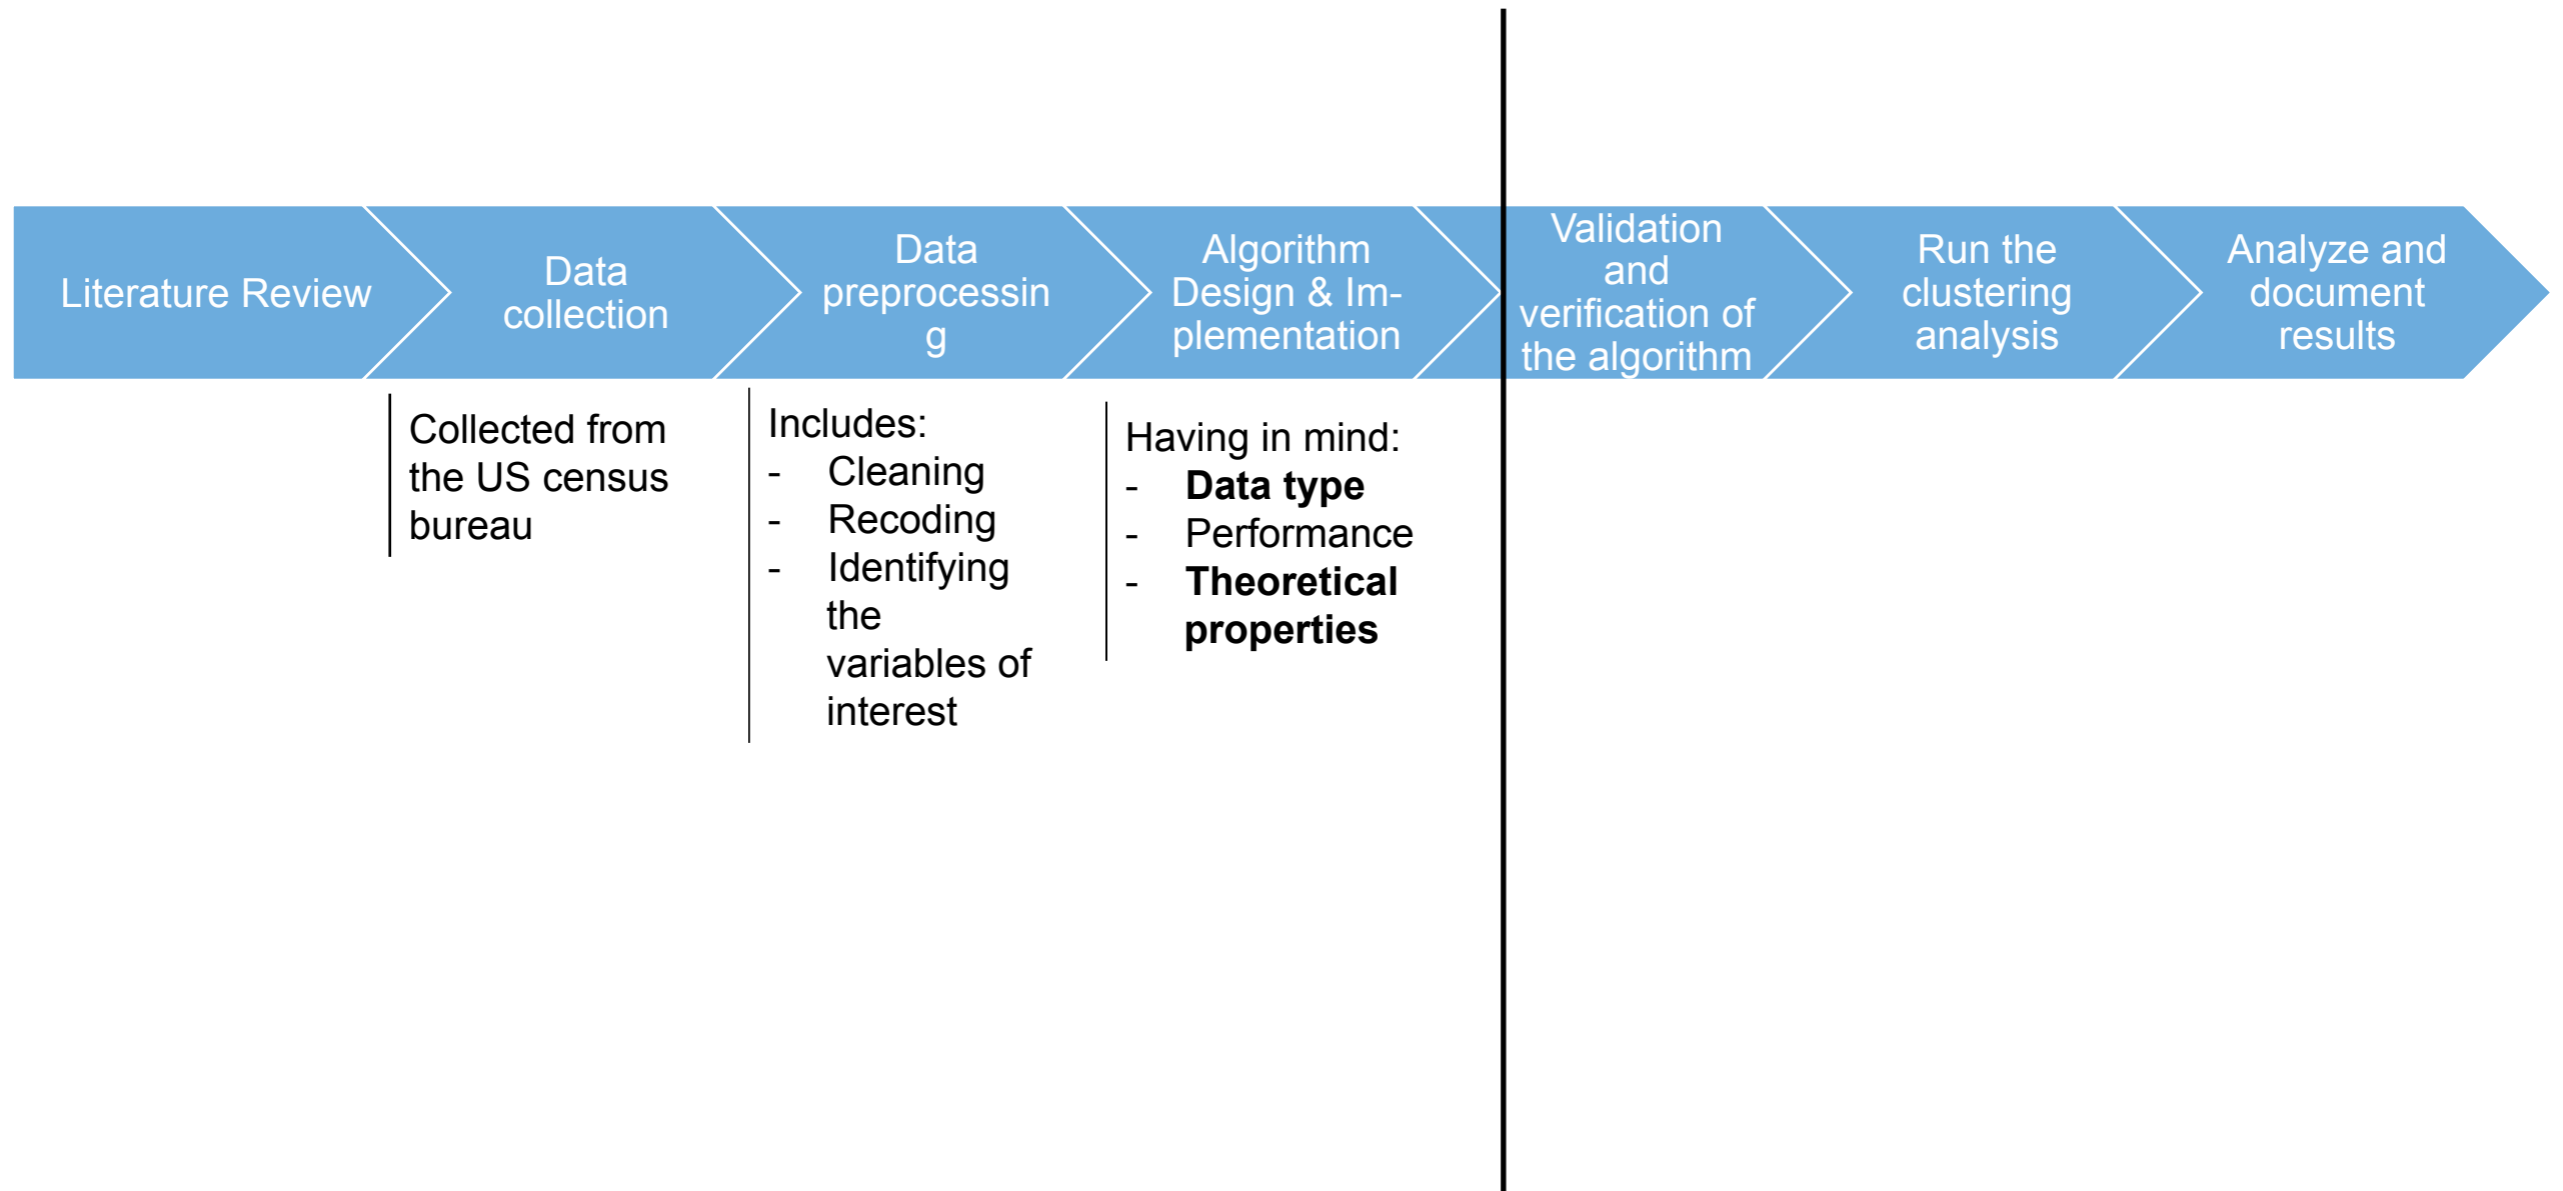 Literature Review
Data
collection
Data
preprocessin
g
Algorithm
Design & Im-
plementation
Validation
and
verification of
the algorithm
Run the
clustering
analysis
Analyze and
document
results
Collected from
the US census
bureau
Includes:
- Cleaning
- Recoding
- Identifying
the
variables of
interest
Having in mind:
- Data type
- Performance
- Theoretical
properties